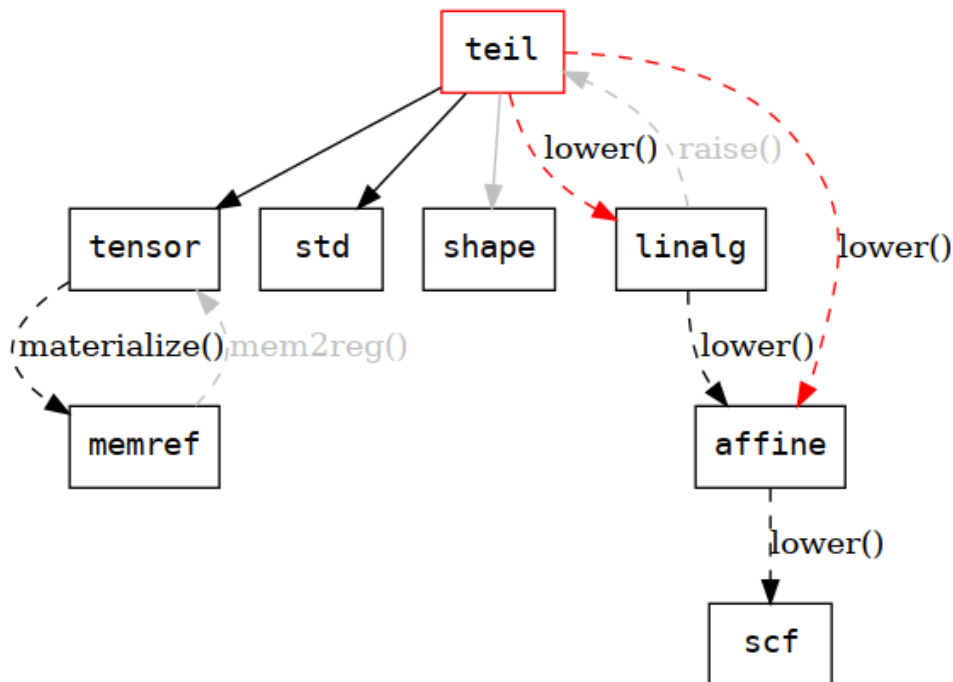 teil
lower() raise()
tensor std shape linalg lower()
materialize() mem2reg() lower()
memref affine
lower()
scf